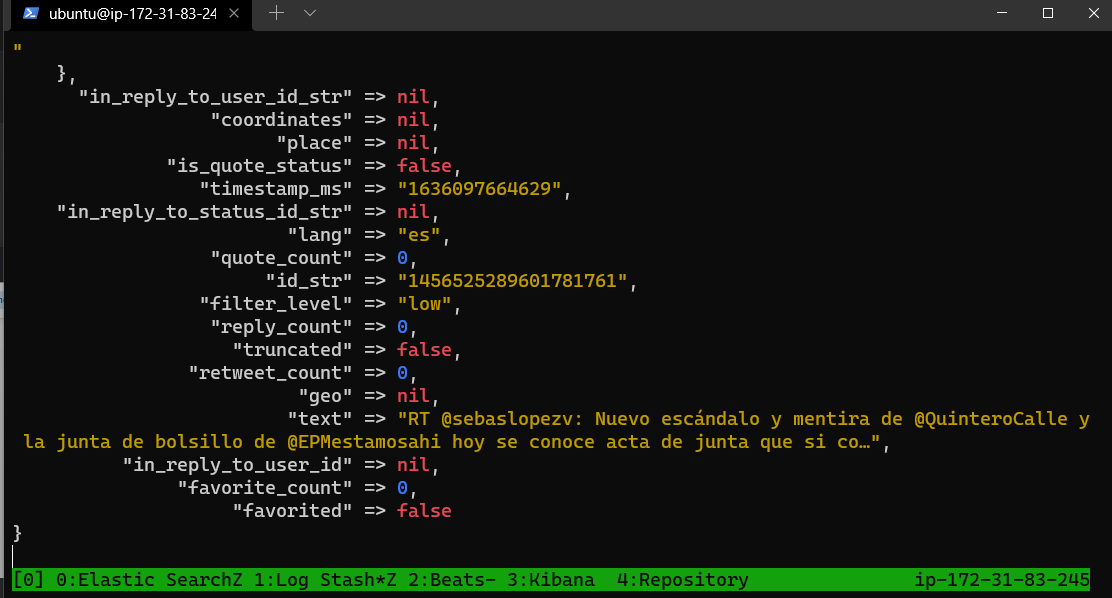 ubuntu@ip-172-31-83-24
"
},
"in_reply_to_user_id_str" => nil,
"coordinates" => nil,
"place" => nil,
"is_quote_status" => false,
"timestamp_ms" => "1636097664629",
"in_reply_to_status_id_str" => nil,
"lang" => "es",
"quote_count" => 0,
"id_str" => "1456525289601781761",
"filter_level" => "low",
"reply_count" => 0,
"truncated" => false,
"retweet_count" => 0,
"geo" => nil,
"text" => "RT @sebaslopezv: Nuevo escándalo y mentira de @QuinteroCalle y
la junta de bolsillo de @EPMestamosahi hoy se conoce acta de junta que si co…",
"in_reply_to_user_id" => nil,
"favorite_count" => 0,
"favorited" => false
}
[0] 0:Elastic SearchZ 1:Log Stash*Z 2:Beats- 3:Kibana 4:Repository ip-172-31-83-245